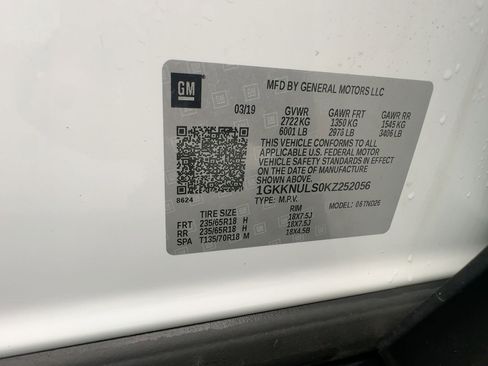 GM
MFD BY GENERAL MOTORS LLC
03/19 GVWR GAWR FRT GAWR RR
2722 KG 1350 KG 1545 KG
6001 LB 2976 LB 3406 LB
THIS VEHICLE CONFORMS TO ALL
APPLICABLE U.S. FEDERAL MOTOR
VEHICLE SAFETY STANDARDS IN EFFECT
ON THE DATE OF MANUFACTURE
SHOWN ABOVE.
1GKKNULS0KZ252056
8624 TYPE: M.P.V. MODEL:
TIRE SIZE RIM
FRT 235/65R18 H 18X7.5J
RR 235/65R18 H 18X7.5J
SPA T135/70R18 M 18X4.5B